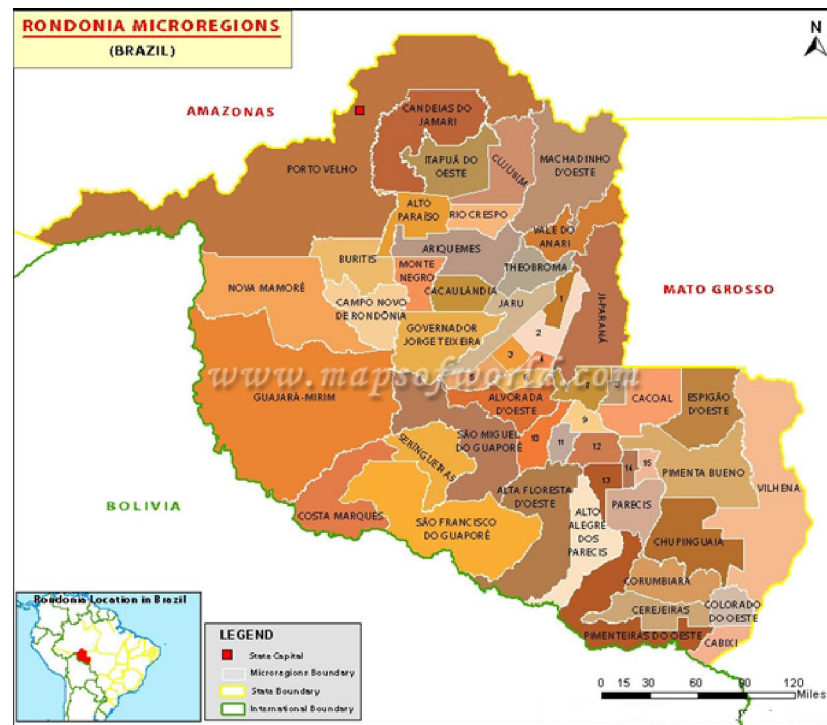 RONDONIA MICROREGIONS
(BRAZIL)
N
AMAZONAS
CANDEIAS DO
JAMARI
PORTO VELHO
ITAPUÃ DO
OESTE
CUJUBIM
MACHADINHO
D'OESTE
ALTO
PARAÍSO
RIO CRESPO
VALE DO
ANARI
BURITIS
ARIQUEMES
THEOBROMA
NOVA MAMORÉ
MONTE
NEGRO
CACAULÂNDIA
JARU
1
JI-PARANÁ
MATO GROSSO
CAMPO NOVO
DE RONDÔNIA
GOVERNADOR
JORGE TEIXEIRA
2
3
4
www.mapsofworld.com
5
6
GUAJARÁ-MIRIM
ALVORADA
D'OESTE
CACOAL
ESPIGÃO
D'OESTE
9
SERINGUEIRAS
SÃO MIGUEL
DO GUAPORÉ
10
11
12
13
14
15
PIMENTA BUENO
VILHENA
BOLIVIA
COSTA MARQUES
SÃO FRANCISCO
DO GUAPORÉ
ALTA FLORESTA
D'OESTE
ALTO
ALEGRE
DOS
PARECIS
PARECIS
CHUPINGUAIA
CORUMBIARA
CEREJEIRAS
COLORADO
DO OESTE
PIMENTEIRAS DO OESTE
CABIXI
Rondonia Location in Brazil
LEGEND
State Capital
Microregions Boundary
State Boundary
International Boundary
0 15 30 60 90 120
Miles